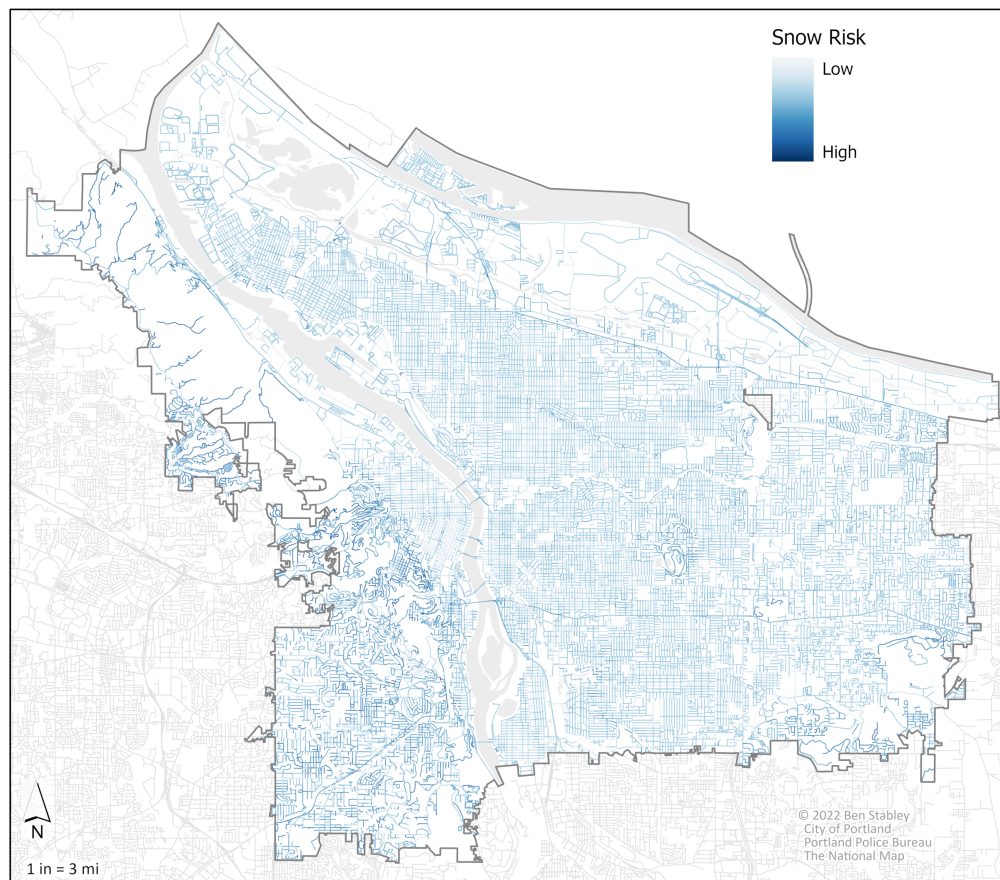 Snow Risk
Low
High
N
1 in = 3 mi
© 2022 Ben Stabley
City of Portland
Portland Police Bureau
The National Map